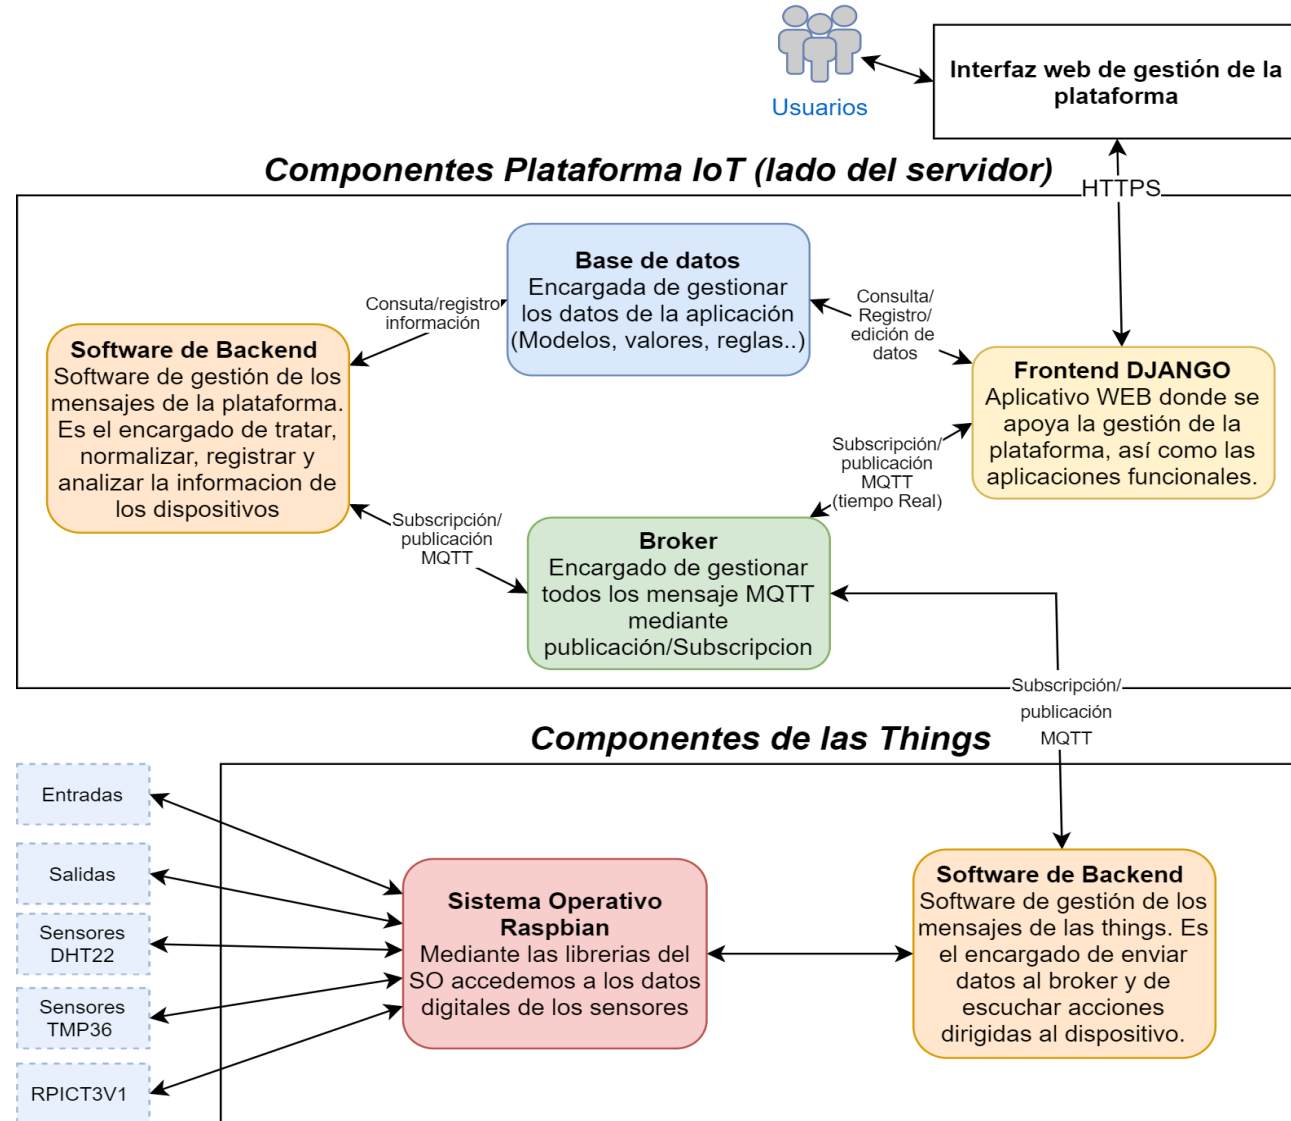 Usuarios
Interfaz web de gestión de la
plataforma
Componentes Plataforma IoT (lado del servidor)
HTTPS
Base de datos
Encargada de gestionar
los datos de la aplicación
(Modelos, valores, reglas..)
Consuta/registro
información
Consulta/
Registro/
edición de
datos
Software de Backend
Software de gestión de los
mensajes de la plataforma.
Es el encargado de tratar,
normalizar, registrar y
analizar la informacion de
los dispositivos
Frontend DJANGO
Aplicativo WEB donde se
apoya la gestión de la
plataforma, así como las
aplicaciones funcionales.
Subscripción/
publicación
MQTT
(tiempo Real)
Subscripción/
publicación
MQTT
Broker
Encargado de gestionar
todos los mensaje MQTT
mediante
publicación/Subscripcion
Subscripción/
publicación
MQTT
Componentes de las Things
Entradas
Salidas
Sensores
DHT22
Sensores
TMP36
RPICT3V1
Sistema Operativo
Raspbian
Mediante las librerias del
SO accedemos a los datos
digitales de los sensores
Software de Backend
Software de gestión de los
mensajes de las things. Es
el encargado de enviar
datos al broker y de
escuchar acciones
dirigidas al dispositivo.